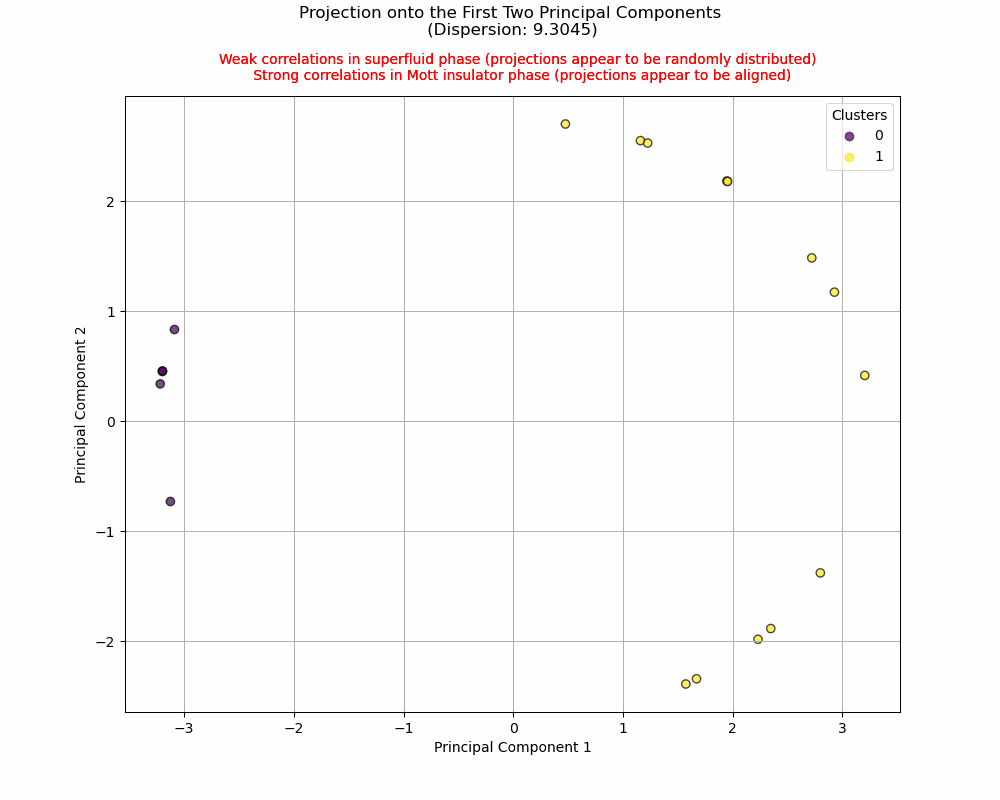 Projection onto the First Two Principal Components
(Dispersion: 9.3045)
Weak correlations in superfluid phase (projections appear to be randomly distributed)
Strong correlations in Mott insulator phase (projections appear to be aligned)
Clusters
0
1
2
1
0
−1
−2
Principal Component 2
−3
−2
−1
0
1
2
3
Principal Component 1